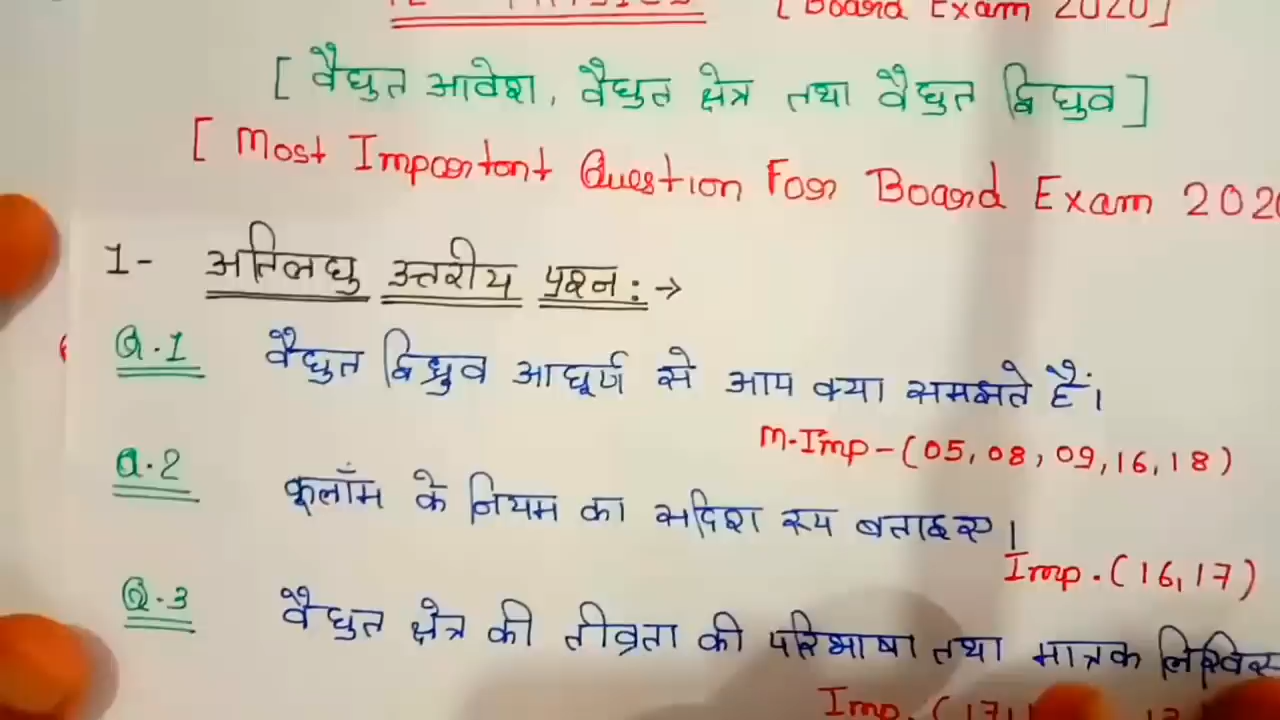 [Board Exam 2020]
[ वैद्युत आवेश, वैद्युत क्षेत्र तथा वैद्युत द्विध्रुव ]
[ Most Important Question For Board Exam 202
1- अतिलघु उत्तरीय प्रश्न :→
Q.1 वैद्युत द्विध्रुव आघूर्ण से आप क्या समझते हैं।
M.Imp-(05, 08, 09, 16, 18)
Q.2 कूलॉम के नियम का सदिश रूप बताइए।
Imp.(16, 17)
Q.3 वैद्युत क्षेत्र की तीव्रता की परिभाषा तथा मात्रक लिखिए
Imp. (17,